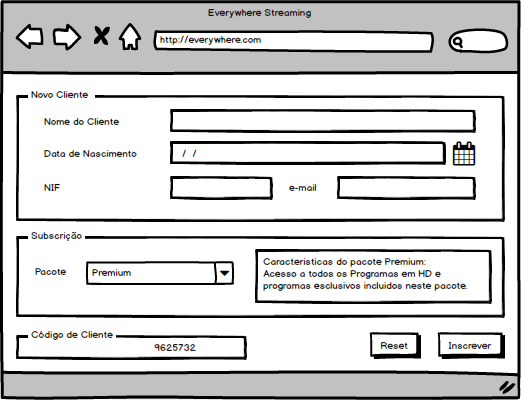 Everywhere Streaming
http://everywhere.com
Novo Cliente
Nome do Cliente
Data de Nascimento / /
NIF e-mail
Subscrição
Pacote Premium
Caracteristicas do pacote Premium:
Acesso a todos os Programas em HD e
programas esclusivos incluidos neste pacote.
Código de Cliente
9625732
Reset Inscrever